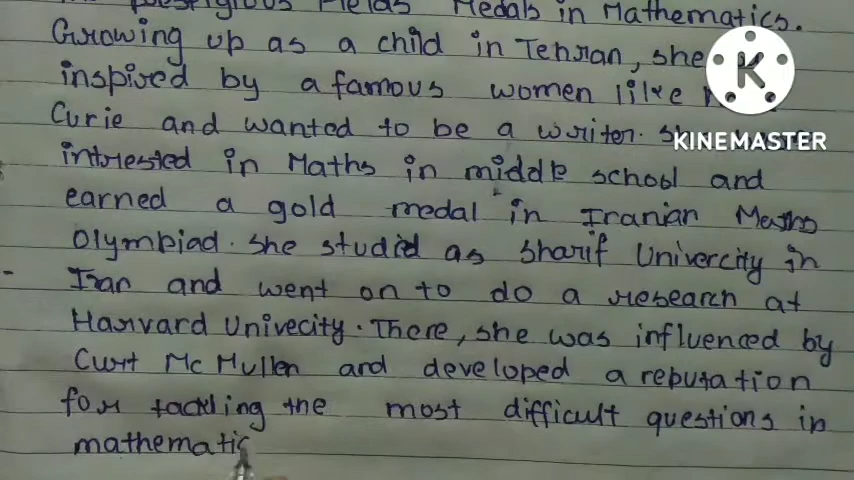 Fields Medals in Mathematics.
Growing up as a child in Tehran, she
inspired by a famous women like
Curie and wanted to be a writer. 
KINEMASTER
intrested in Maths in middle school and
earned a gold medal in Iranian Maths
Olympiad. She studid as Sharif Univercity in
Iran and went on to do a research at
Harvard Univecity. There, she was influenced by
Curt Mc Mullen and developed a reputation
for tackling the most difficult questions in
mathematic